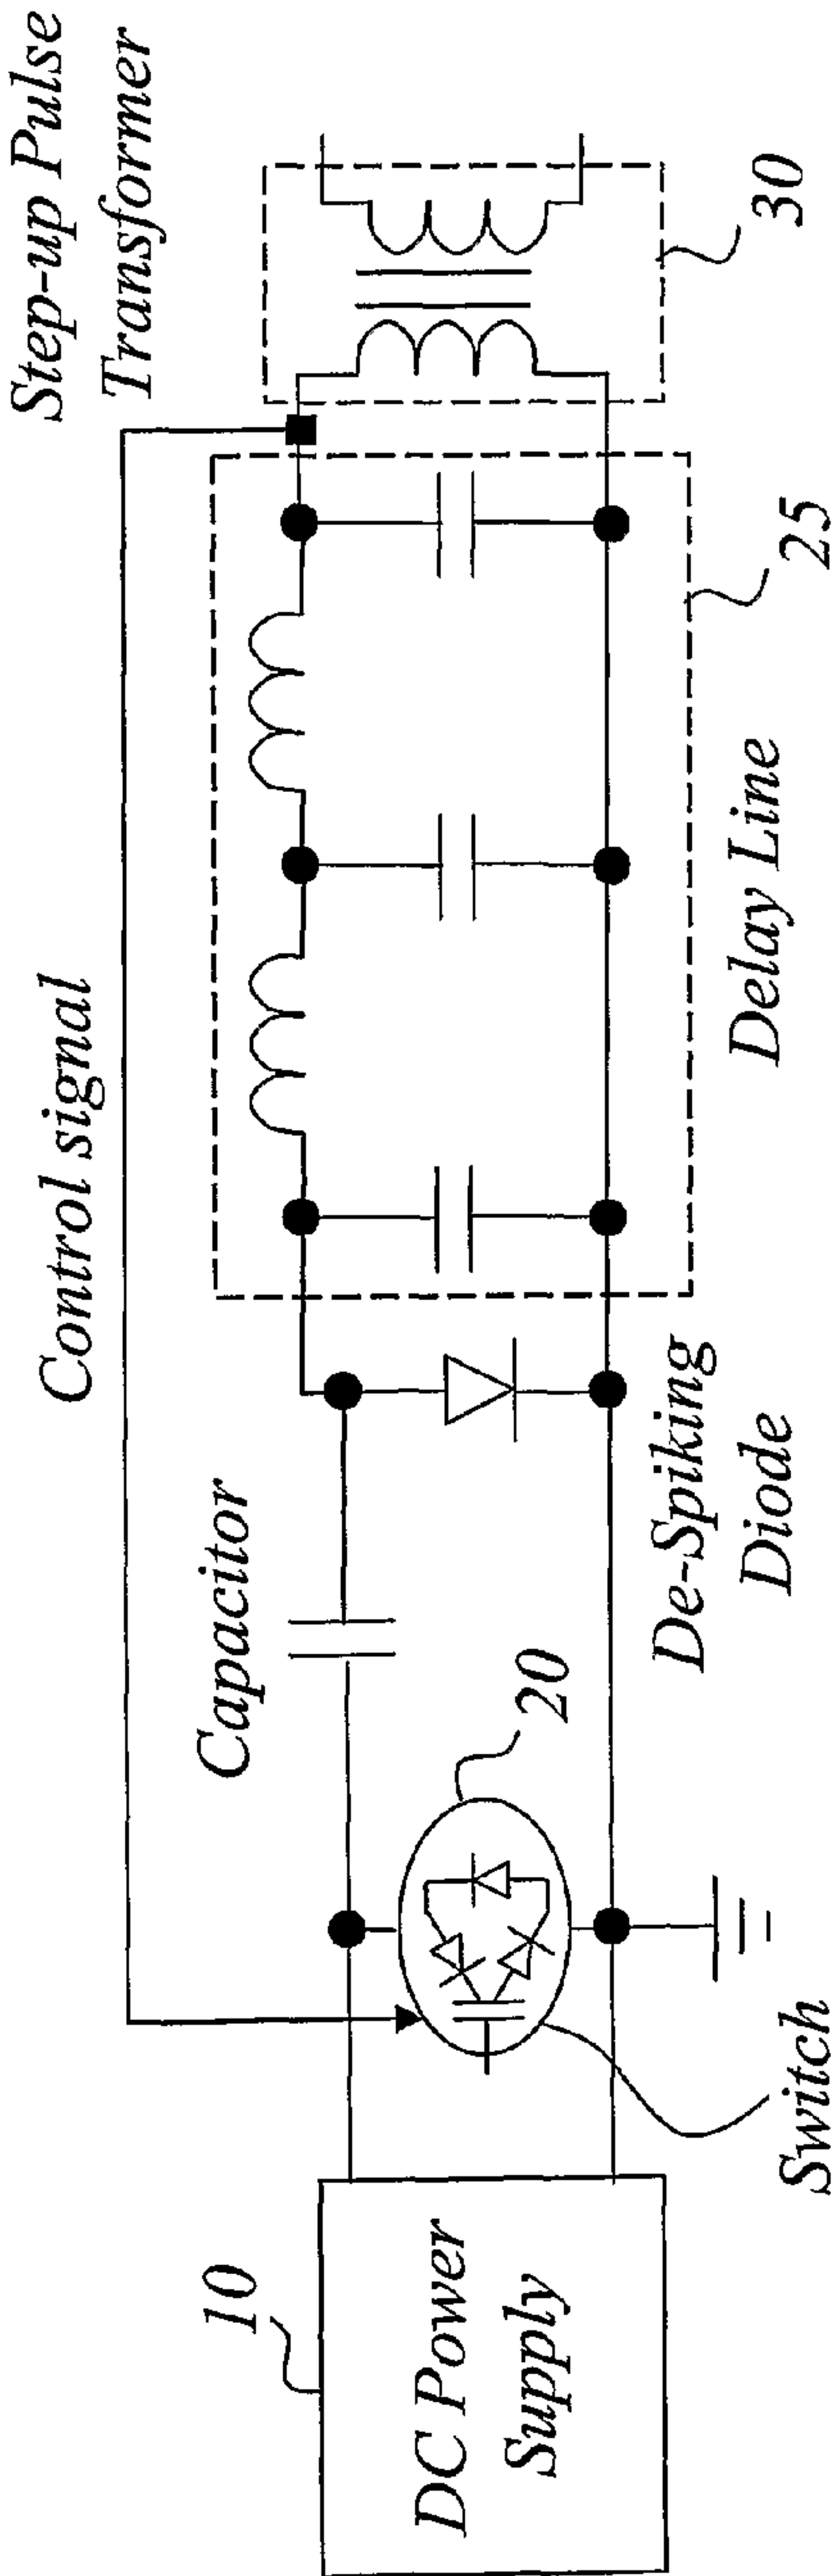 Step-up Pulse
Transformer
Control signal
Capacitor
10
DC Power
Supply
20
Switch
De-Spiking
Diode
Delay Line
25
30